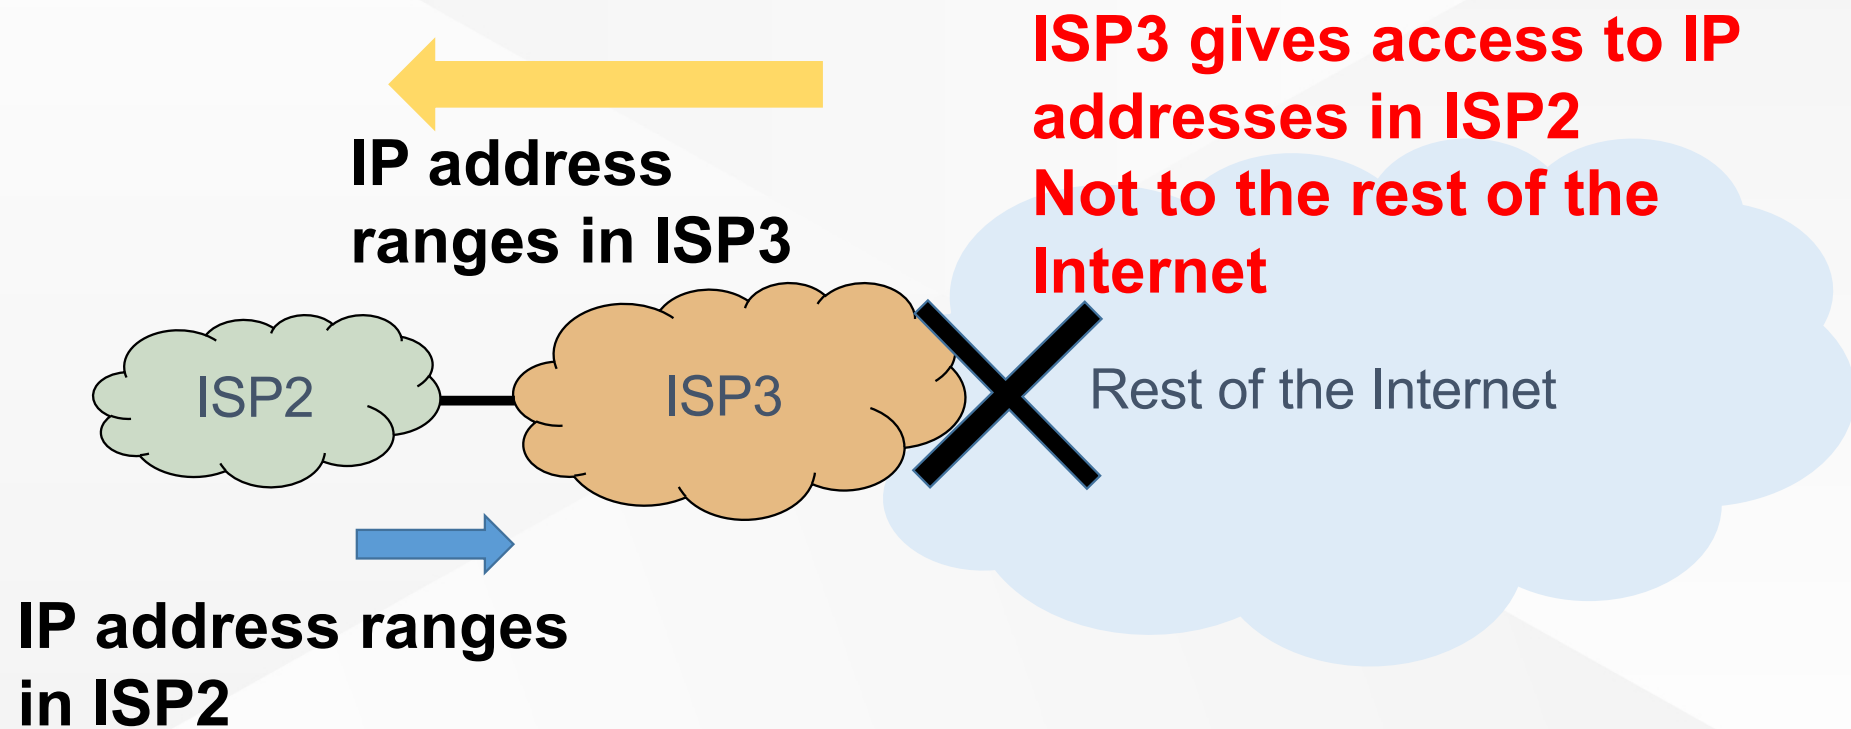 ISP3 gives access to IP
addresses in ISP2
Not to the rest of the
Internet
IP address
ranges in ISP3
ISP2
ISP3
Rest of the Internet
IP address ranges
in ISP2